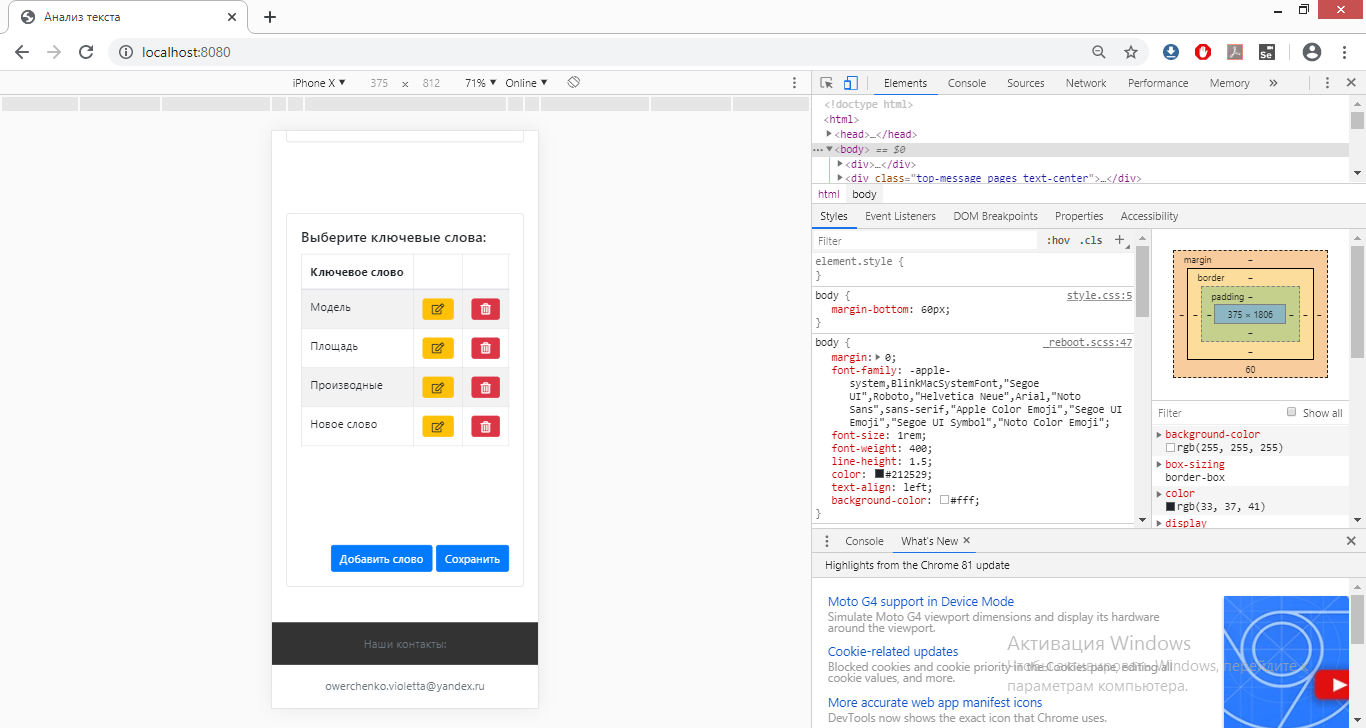 Анализ текста
localhost:8080
iPhone X ▼ 375 × 812 71% ▼ Online ▼
Elements Console Sources Network Performance Memory »
<!doctype html>
<html>
<head>…</head>
<body> == $0
<div>…</div>
<div class="top-message pages text-center">…</div>
html body
Styles Event Listeners DOM Breakpoints Properties Accessibility
Filter :hov .cls +
element.style {
}
body { style.css:5
margin-bottom: 60px;
}
body { _reboot.scss:47
margin: 0;
font-family: -apple-
system,BlinkMacSystemFont,"Segoe
UI",Roboto,"Helvetica Neue",Arial,"Noto
Sans",sans-serif,"Apple Color Emoji","Segoe UI
Emoji","Segoe UI Symbol","Noto Color Emoji";
font-size: 1rem;
font-weight: 400;
line-height: 1.5;
color: #212529;
text-align: left;
background-color: #fff;
}
margin –
border –
padding –
– – – 375 × 1806 – – –
–
–
60
Filter Show all
background-color
rgb(255, 255, 255)
box-sizing
border-box
color
rgb(33, 37, 41)
display
Выберите ключевые слова:
Ключевое слово
Модель
Площадь
Производные
Новое слово
Добавить слово Сохранить
Наши контакты:
owerchenko.violetta@yandex.ru
Console What's New ×
Highlights from the Chrome 81 update
Moto G4 support in Device Mode
Simulate Moto G4 viewport dimensions and display its hardware
around the viewport.
Cookie-related updates
Blocked cookies and cookie priority in the Cookies pane, editing all
cookie values, and more.
More accurate web app manifest icons
DevTools now shows the exact icon that Chrome uses.
Активация Windows
Чтобы активировать Windows, перейдите к
параметрам компьютера.
Se